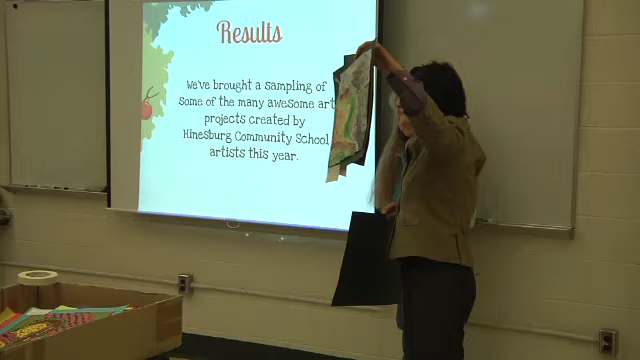 Results
We've brought a sampling of
some of the many awesome art
projects created by
Hinesburg Community School
artists this year.